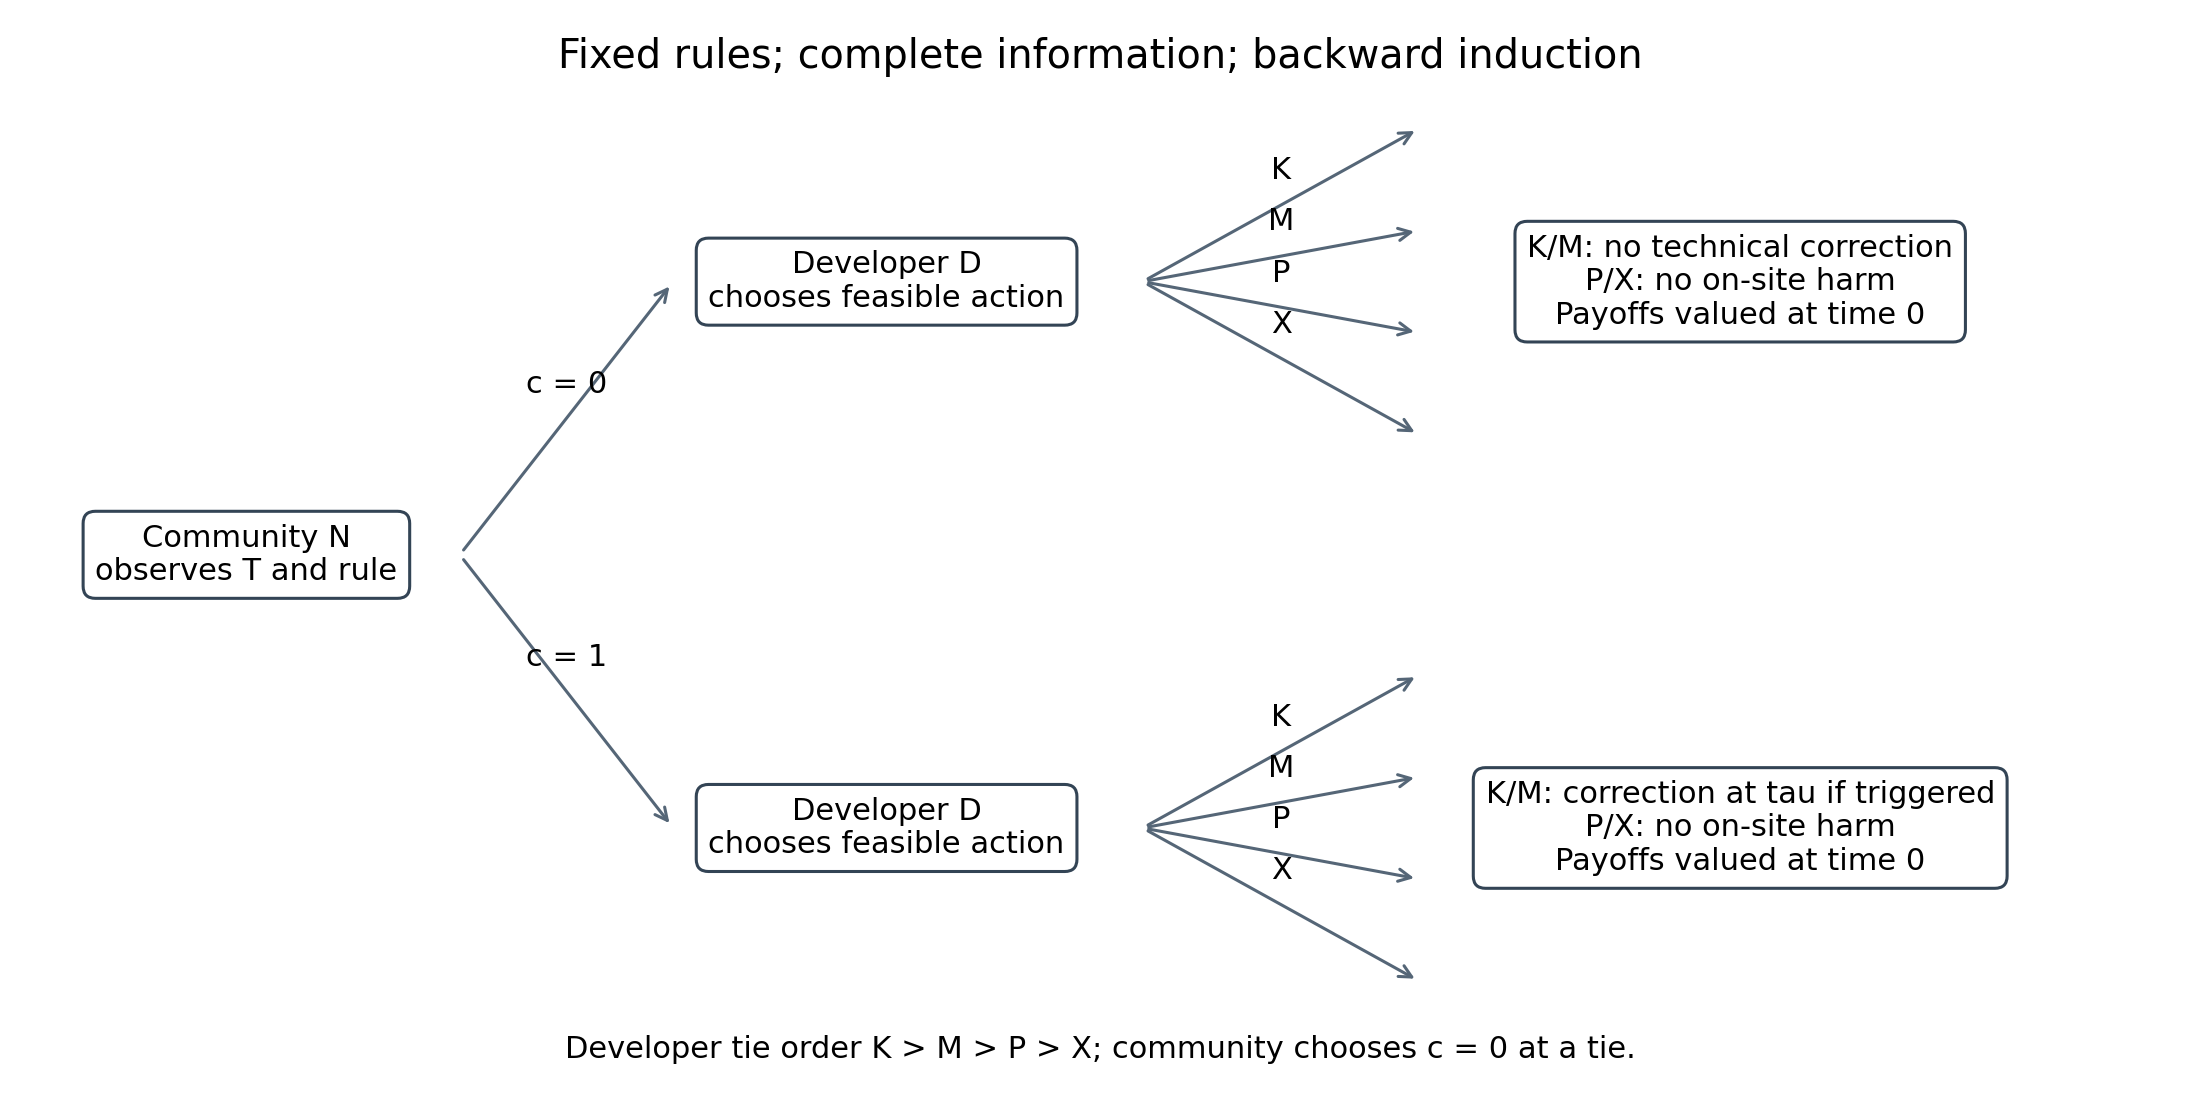 Fixed rules; complete information; backward induction
K
M
P
X
Developer D
chooses feasible action
K/M: no technical correction
P/X: no on-site harm
Payoffs valued at time 0
c = 0
Community N
observes T and rule
c = 1
K
M
P
X
Developer D
chooses feasible action
K/M: correction at tau if triggered
P/X: no on-site harm
Payoffs valued at time 0
Developer tie order K > M > P > X; community chooses c = 0 at a tie.